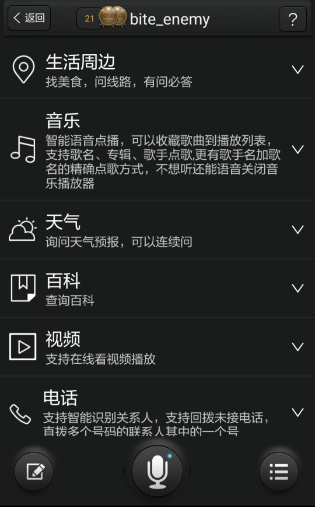 返回
21
bite_enemy
?
生活周边
找美食，问线路，有问必答
音乐
智能语音点播，可以收藏歌曲到播放列表，
支持歌名、专辑、歌手点歌,更有歌手名加歌
名的精确点歌方式，不想听还能语音关闭音
乐播放器
天气
询问天气预报，可以连续问
百科
查询百科
视频
支持在线看视频播放
电话
支持智能识别关系人，支持回拨未接电话，
直拨多个号码的联系人其中的一个号